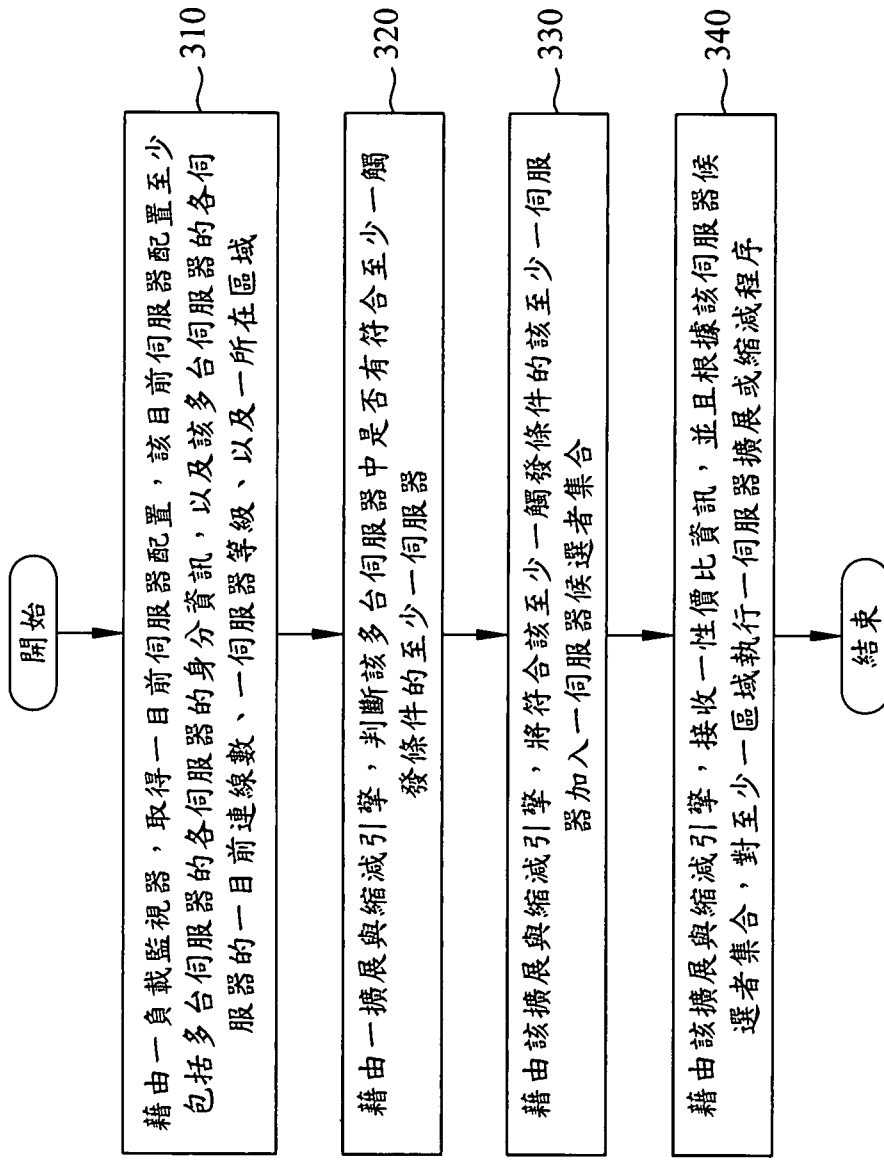 開始
藉由一負載監視器，取得一目前伺服器配置，該目前伺服器配置至少
包括多台伺服器的各伺服器的身分資訊，以及該多台伺服器的各伺
服器的一目前連線數、一伺服器等級、以及一所在區域
310
藉由一擴展與縮減引擎，判斷該多台伺服器中是否有符合至少一觸
發條件的至少一伺服器
320
藉由該擴展與縮減引擎，將符合該至少一觸發條件的該至少一伺服
器加入一伺服器候選者集合
330
藉由該擴展與縮減引擎，接收一性價比資訊，並且根據該伺服器候
選者集合，對至少一區域執行一伺服器擴展或縮減程序
340
結束